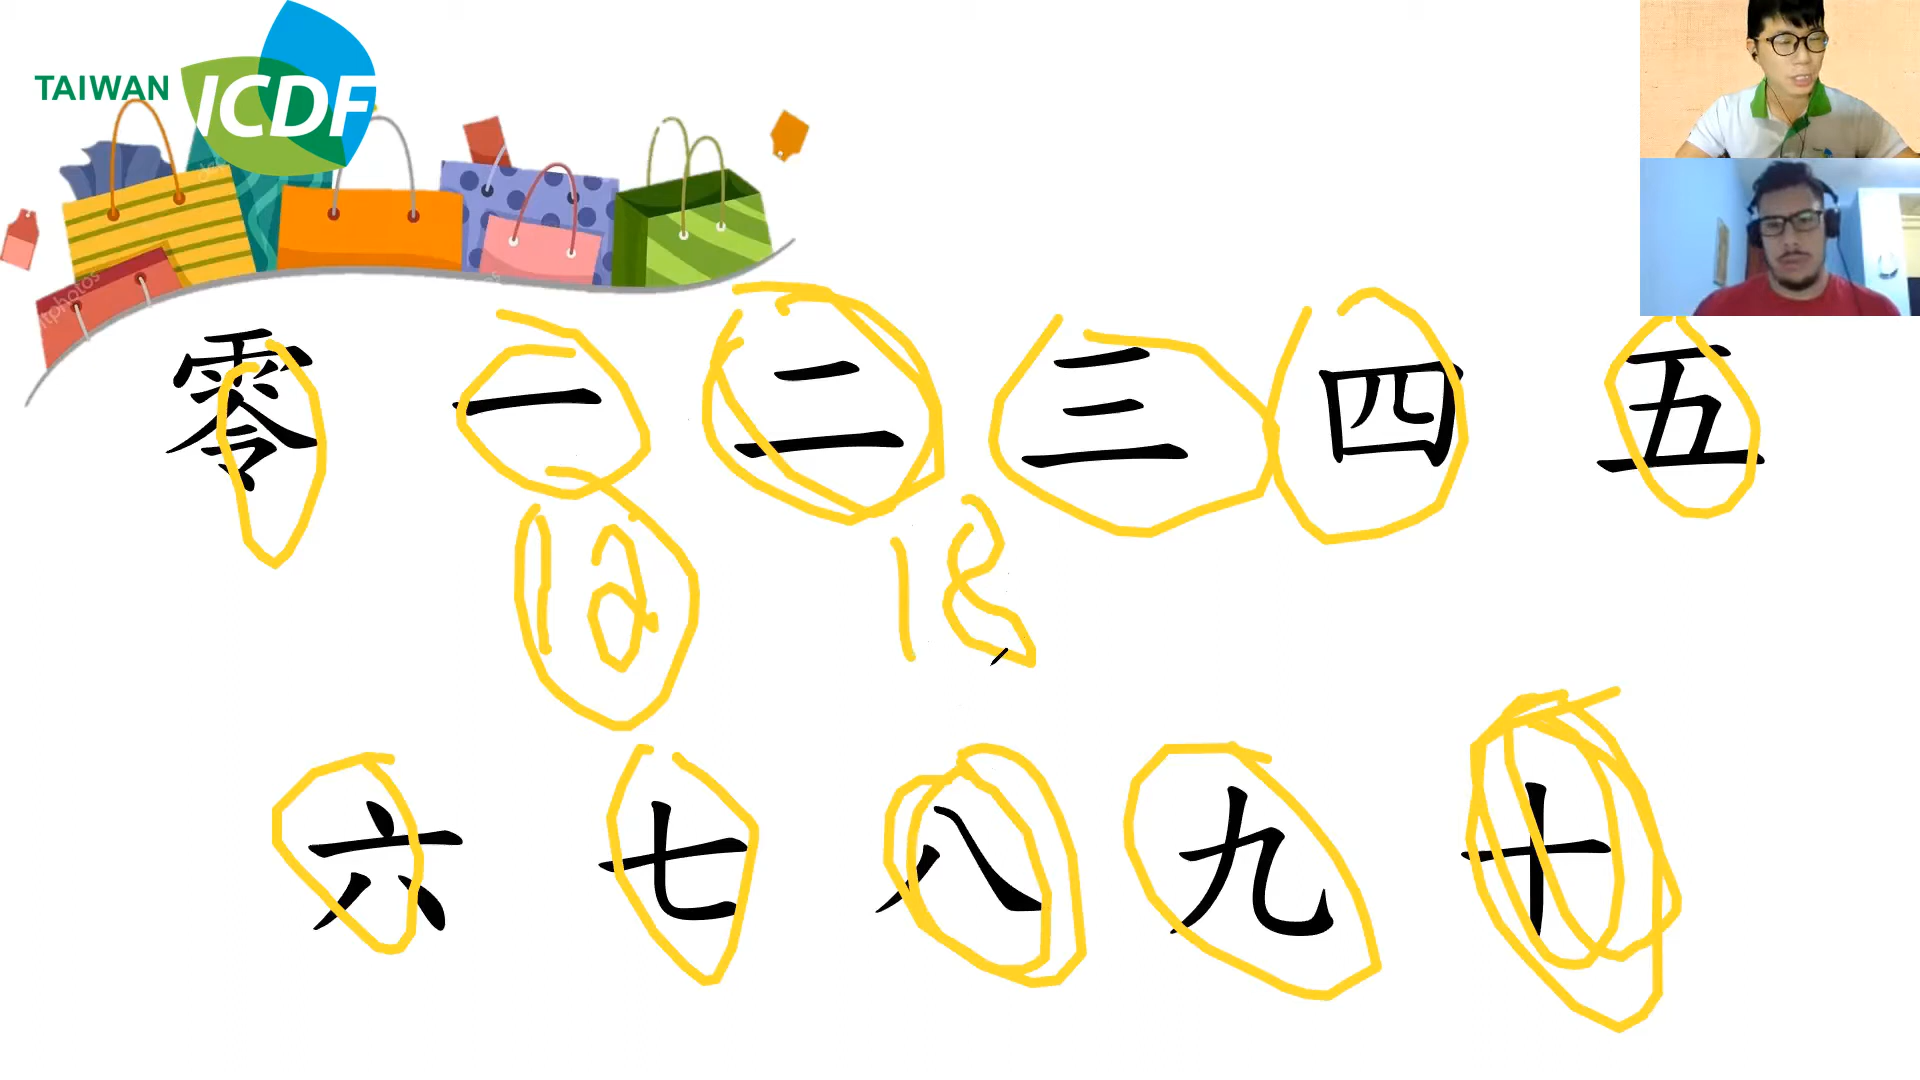 TAIWAN ICDF
零 一 二 三 四 五
12 18
六 七 八 九 十